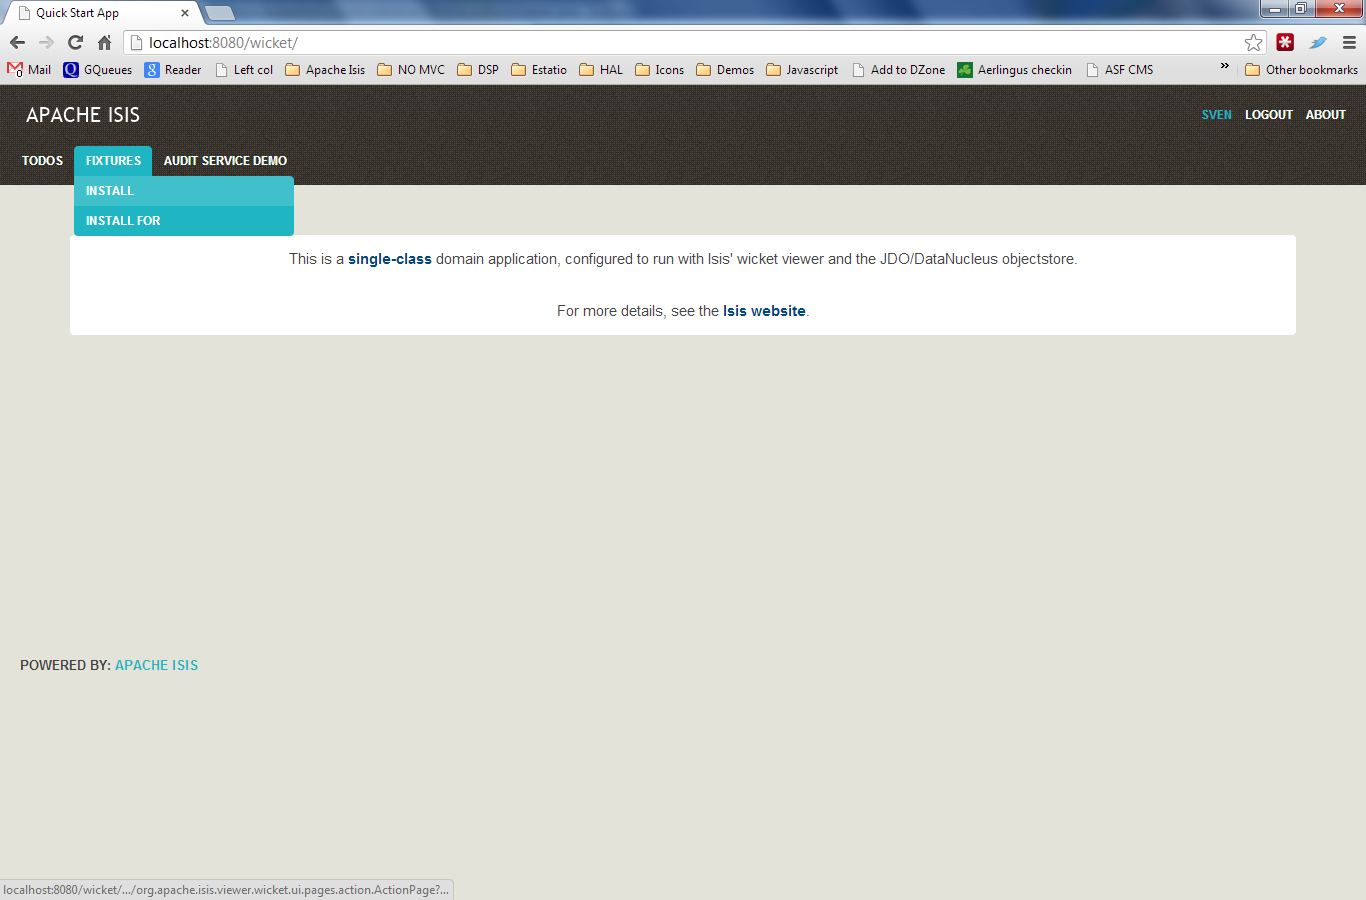 Quick Start App
localhost:8080/wicket/
Mail GQueues Reader Left col Apache Isis NO MVC DSP Estatio HAL Icons Demos Javascript Add to DZone Aerlingus checkin ASF CMS » Other bookmarks
APACHE ISIS
SVEN LOGOUT ABOUT
TODOS FIXTURES AUDIT SERVICE DEMO
INSTALL
INSTALL FOR
This is a single-class domain application, configured to run with Isis' wicket viewer and the JDO/DataNucleus objectstore.
For more details, see the Isis website.
POWERED BY: APACHE ISIS
localhost:8080/wicket/.../org.apache.isis.viewer.wicket.ui.pages.action.ActionPage?...